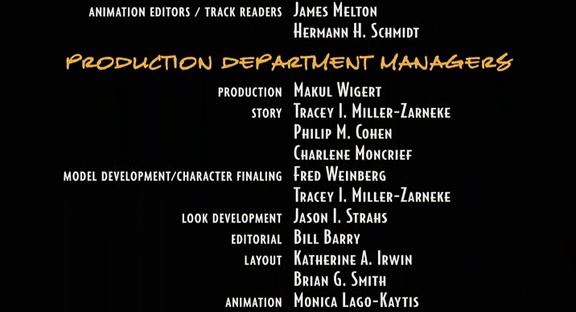 ANIMATION EDITORS / TRACK READERS JAMES MELTON
HERMANN H. SCHMIDT
PRODUCTION DEPARTMENT MANAGERS
PRODUCTION MAKUL WIGERT
STORY TRACEY I. MILLER-ZARNEKE
PHILIP M. COHEN
CHARLENE MONCRIEF
MODEL DEVELOPMENT/CHARACTER FINALING FRED WEINBERG
TRACEY I. MILLER-ZARNEKE
LOOK DEVELOPMENT JASON I. STRAHS
EDITORIAL BILL BARRY
LAYOUT KATHERINE A. IRWIN
BRIAN G. SMITH
ANIMATION MONICA LAGO-KAYTIS